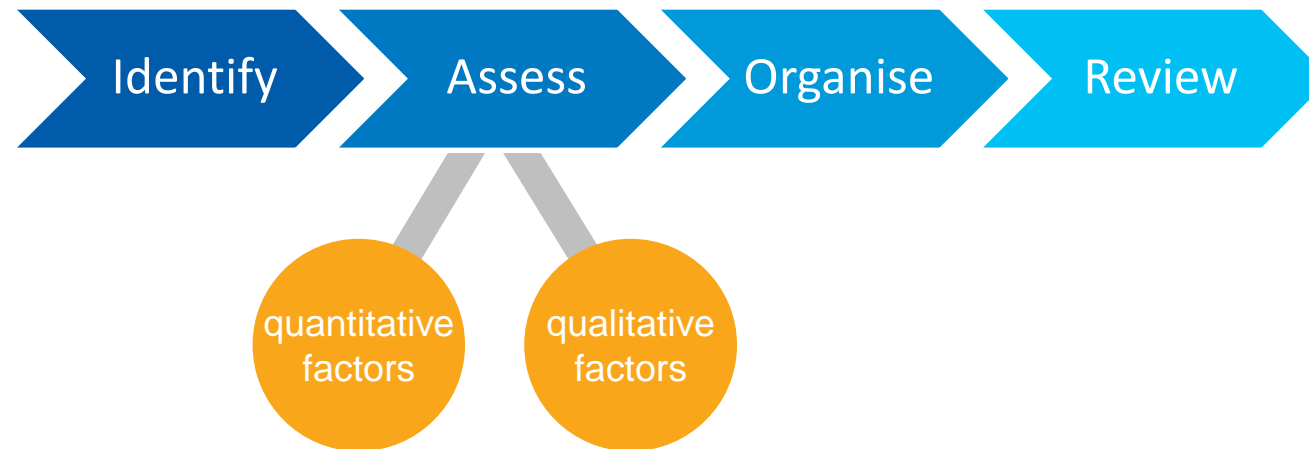 Identify
Assess
Organise
Review
quantitative
factors
qualitative
factors